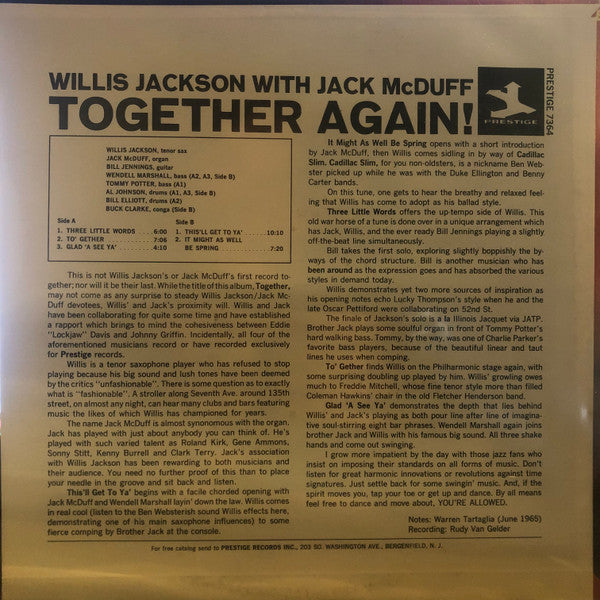 WILLIS JACKSON WITH JACK McDUFF
TOGETHER AGAIN!
PRESTIGE
PRESTIGE 7364
WILLIS JACKSON, tenor sax
JACK McDUFF, organ
BILL JENNINGS, guitar
WENDELL MARSHALL, bass (A2, A3, Side B)
TOMMY POTTER, bass (A1)
AL JOHNSON, drums (A1, A3, Side B)
BILL ELLIOTT, drums (A2)
BUCK CLARKE, conga (Side B)
Side A
1. THREE LITTLE WORDS . . . . 6:00
2. TO' GETHER . . . . . . . 7:06
3. GLAD 'A SEE YA' . . . . . . 4:10
Side B
1. THIS'LL GET TO YA' . . . . . 10:10
2. IT MIGHT AS WELL
BE SPRING . . . . . . . 7:20
This is not Willis Jackson's or Jack McDuff's first record to-
gether; nor will it be their last. While the title of this album, Together,
may not come as any surprise to steady Willis Jackson/Jack Mc-
Duff devotees, Willis' and Jack's proximity will. Willis and Jack
have been collaborating for quite some time and have established
a rapport which brings to mind the cohesiveness between Eddie
"Lockjaw" Davis and Johnny Griffin. Incidentally, all four of the
aforementioned musicians record or have recorded exclusively
for Prestige records.
Willis is a tenor saxophone player who has refused to stop
playing because his big sound and lush tones have been deemed
by the critics "unfashionable". There is some question as to exactly
what is "fashionable". A stroller along Seventh Ave. around 135th
street, on almost any night, can hear many clubs and bars featuring
music the likes of which Willis has championed for years.
The name Jack McDuff is almost synonomous with the organ.
Jack has played with just about anybody you can think of. He's
played with such varied talent as Roland Kirk, Gene Ammons,
Sonny Stitt, Kenny Burrell and Clark Terry. Jack's association
with Willis Jackson has been rewarding to both musicians and
their audience. You need no further proof of this than to place
your needle in the groove and sit back and listen.
This'll Get To Ya' begins with a facile chorded opening with
Jack McDuff and Wendell Marshall layin' down the law. Willis comes
in real cool (listen to the Ben Websterish sound Willis effects here,
demonstrating one of his main saxophone influences) to some
fierce comping by Brother Jack at the console.
It Might As Well Be Spring opens with a short introduction
by Jack McDuff, then Willis comes sidling in by way of Cadillac
Slim. Cadillac Slim, for you non-oldsters, is a nickname Ben Web-
ster picked up while he was with the Duke Ellington and Benny
Carter bands.
On this tune, one gets to hear the breathy and relaxed feel-
ing that Willis has come to adopt as his ballad style.
Three Little Words offers the up-tempo side of Willis. This
old war horse of a tune is done over in a unique arrangement which
has Jack, Willis, and the ever ready Bill Jennings playing a slightly
off-the-beat line simultaneously.
Bill takes the first solo, exploring slightly boppishly the by-
ways of the chord structure. Bill is another musician who has
been around as the expression goes and has absorbed the various
styles in demand today.
Willis demonstrates yet two more sources of inspiration as
his opening notes echo Lucky Thompson's style when he and the
late Oscar Pettiford were collaborating on 52nd St.
The finale of Jackson's solo is a la Illinois Jacquet via JATP.
Brother Jack plays some soulful organ in front of Tommy Potter's
hard walking bass. Tommy, by the way, was one of Charlie Parker's
favorite bass players, because of the beautiful linear and taut
lines he uses when comping.
To' Gether finds Willis on the Philharmonic stage again, with
some surprising doubling up played by him. Willis' growling owes
much to Freddie Mitchell, whose fine tenor style more than filled
Coleman Hawkins' chair in the old Fletcher Henderson band.
Glad 'A See Ya' demonstrates the depth that lies behind
Willis' and Jack's playing as both pour line after line of imagina-
tive soul-stirring eight bar phrases. Wendell Marshall again joins
brother Jack and Willis with his famous big sound. All three shake
hands and come out swinging.
I grow more impatient by the day with those jazz fans who
insist on imposing their standards on all forms of music. Don't
listen for great harmonic innovations or revolutions against time
signatures. Just settle back for some swingin' music. And, if the
spirit moves you, tap your toe or get up and dance. By all means
feel free to dance and move about, YOU'RE ALLOWED.
Notes: Warren Tartaglia (June 1965)
Recording: Rudy Van Gelder
For free catalog send to PRESTIGE RECORDS INC., 203 SO. WASHINGTON AVE., BERGENFIELD, N. J.